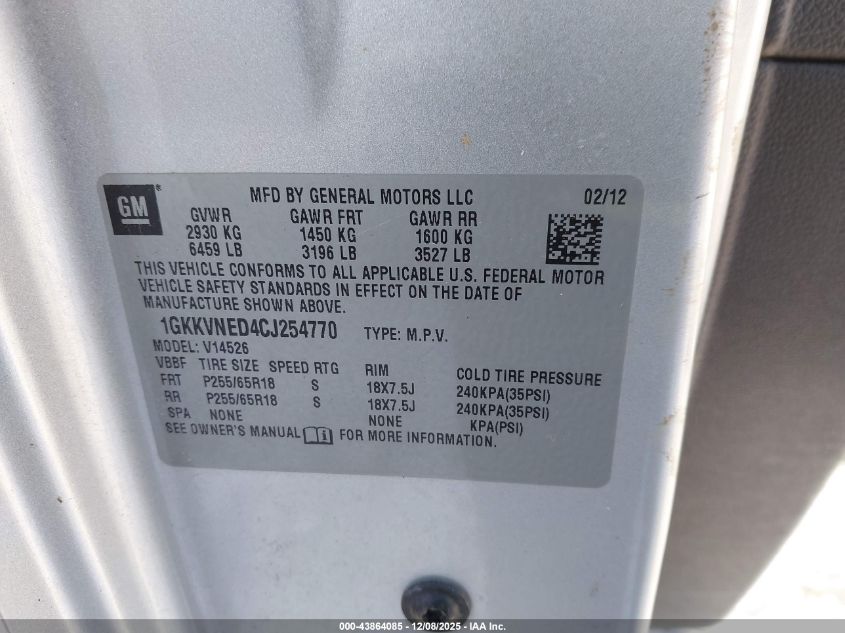 GM ®
MFD BY GENERAL MOTORS LLC 02/12
GVWR GAWR FRT GAWR RR
2930 KG 1450 KG 1600 KG
6459 LB 3196 LB 3527 LB
THIS VEHICLE CONFORMS TO ALL APPLICABLE U.S. FEDERAL MOTOR
VEHICLE SAFETY STANDARDS IN EFFECT ON THE DATE OF
MANUFACTURE SHOWN ABOVE.
1GKKVNED4CJ254770 TYPE: M.P.V.
MODEL: V14526
VBBF TIRE SIZE SPEED RTG RIM COLD TIRE PRESSURE
FRT P255/65R18 S 18X7.5J 240KPA(35PSI)
RR P255/65R18 S 18X7.5J 240KPA(35PSI)
SPA NONE NONE KPA(PSI)
SEE OWNER'S MANUAL FOR MORE INFORMATION.
000-43864085 - 12/08/2025 - IAA Inc.